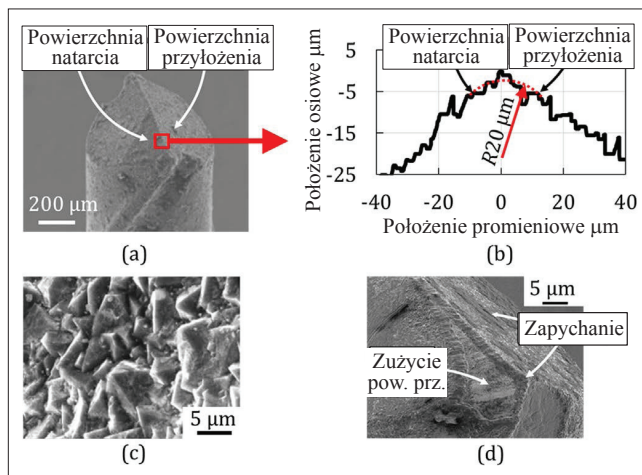 Powierzchnia
natarcia
Powierzchnia
przyłożenia
200 μm
(a)
Położenie osiowe μm
5
-5
-15
-25
-40
-20
0
20
40
Położenie promieniowe μm
Powierzchnia
natarcia
Powierzchnia
przyłożenia
R20 μm
(b)
5 μm
(c)
5 μm
Zapychanie
Zużycie
pow. prz.
(d)